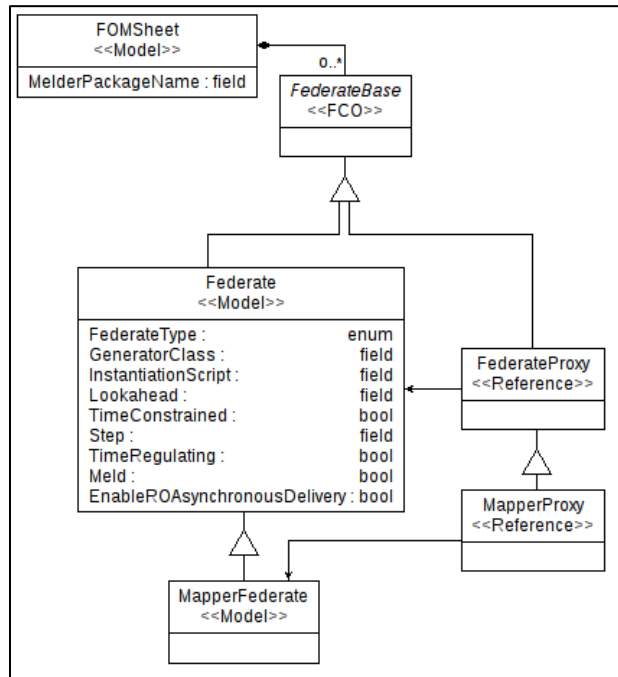 FOMSheet
<<Model>>
MelderPackageName : field
0..*
FederateBase
<<FCO>>
Federate
<<Model>>
FederateType : enum
GeneratorClass : field
InstantiationScript : field
Lookahead : field
TimeConstrained : bool
Step : field
TimeRegulating : bool
Meld : bool
EnableROAsynchronousDelivery : bool
FederateProxy
<<Reference>>
MapperProxy
<<Reference>>
MapperFederate
<<Model>>